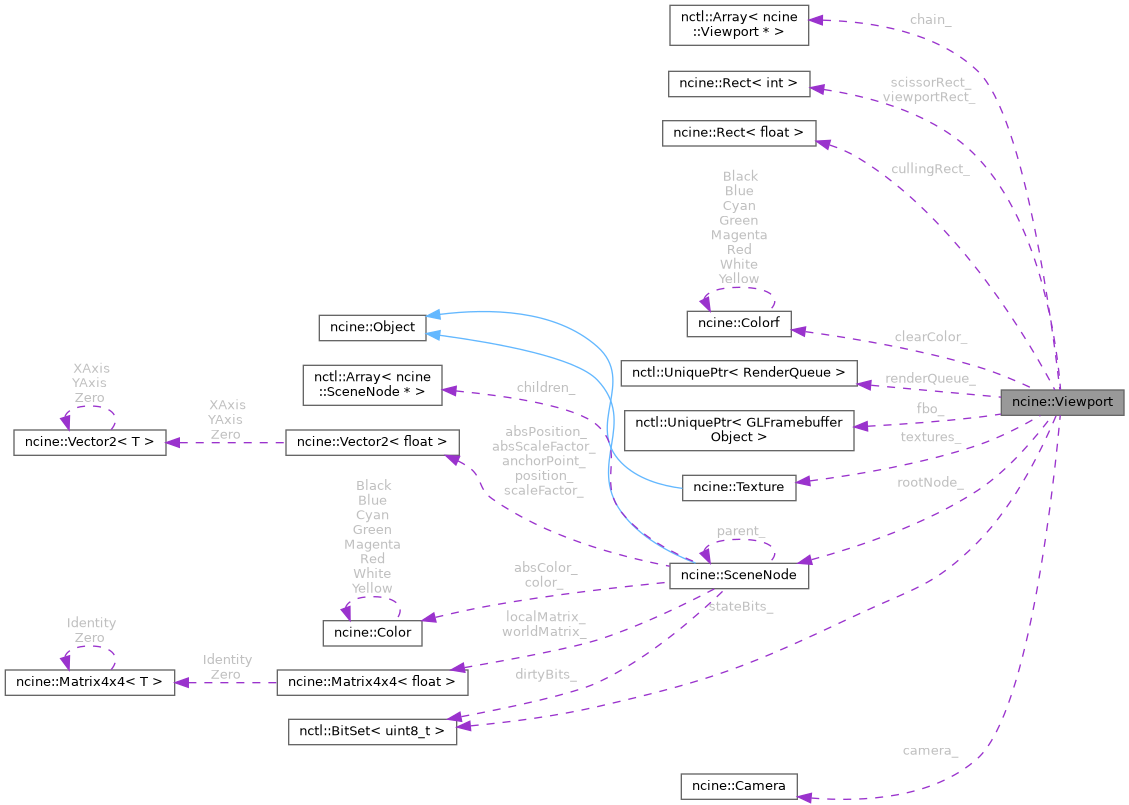 nctl::Array< ncine
::Viewport * >
chain_
ncine::Rect< int >
scissorRect_
viewportRect_
ncine::Rect< float >
cullingRect_
Black
Blue
Cyan
Green
Magenta
Red
White
Yellow
ncine::Colorf
clearColor_
ncine::Object
nctl::UniquePtr< RenderQueue >
renderQueue_
ncine::Viewport
nctl::Array< ncine
::SceneNode * >
children_
XAxis
YAxis
Zero
ncine::Vector2< T >
XAxis
YAxis
Zero
ncine::Vector2< float >
nctl::UniquePtr< GLFramebuffer
Object >
fbo_
absPosition_
absScaleFactor_
anchorPoint_
position_
scaleFactor_
textures_
ncine::Texture
rootNode_
Black
Blue
Cyan
Green
Magenta
Red
White
Yellow
ncine::Color
absColor_
color_
parent_
ncine::SceneNode
stateBits_
localMatrix_
worldMatrix_
Identity
Zero
ncine::Matrix4x4< T >
Identity
Zero
ncine::Matrix4x4< float >
dirtyBits_
nctl::BitSet< uint8_t >
camera_
ncine::Camera